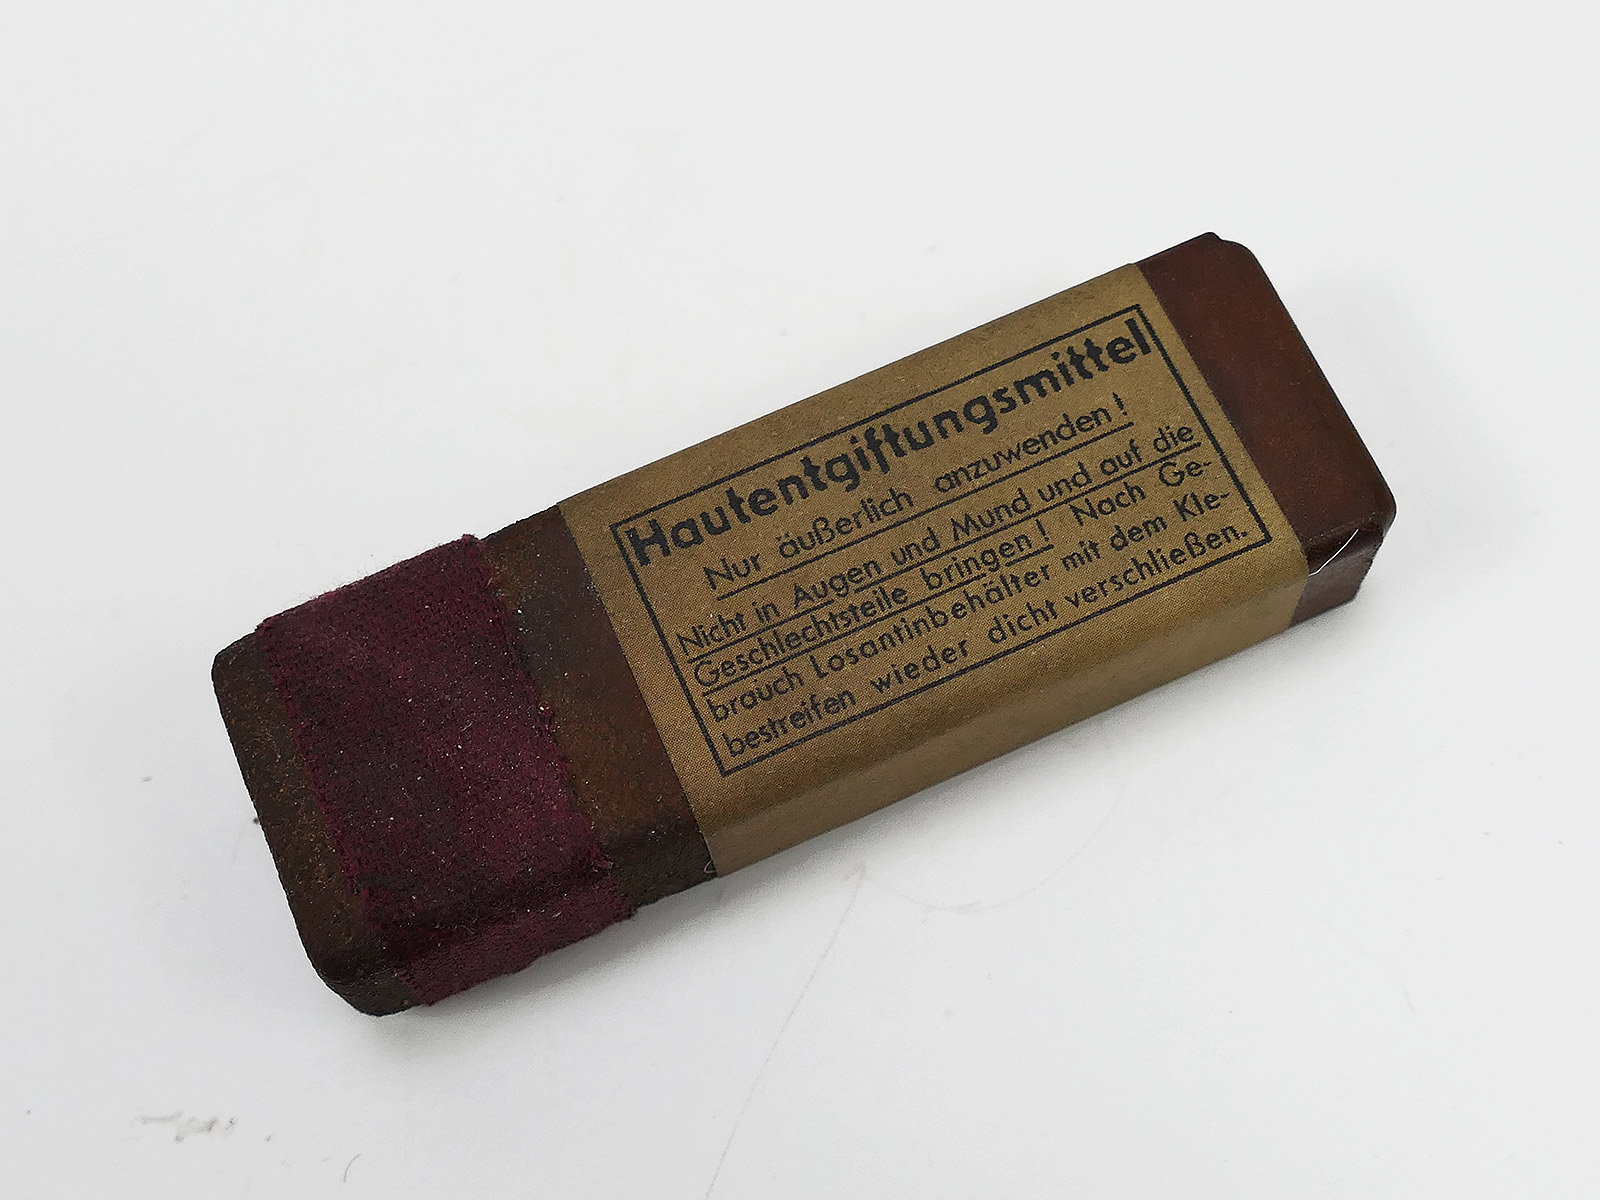 Hautentgiftungsmittel
Nur äußerlich anzuwenden!
Nicht in Augen und Mund und auf die
Geschlechtsteile bringen! Nach Ge-
brauch Losantinbehälter mit dem Kle-
bestreifen wieder dicht verschließen.